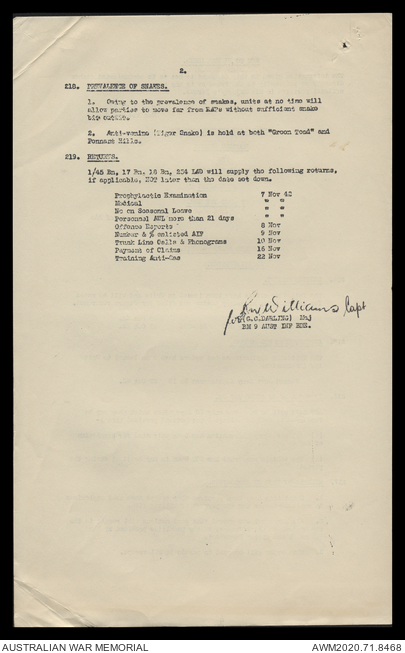 2.
218. PREVALENCE OF SNAKES.
1. Owing to the prevalence of snakes, units at no time will
allow parties to move far from RAPs without sufficient snake
bite outfits.
2. Anti-venine (Tiger Snake) is held at both "Green Toad" and
Pennant Hills.
219. RETURNS.
1/45 Bn, 17 Bn, 18 Bn, 234 LAD will supply the following returns,
if applicable, NOT later than the date set down.
Prophylactic Examination 7 Nov 42
Medical " "
No on Seasonal Leave " "
Personnel AWL more than 21 days " "
Offence Reports 8 Nov
Number & % enlisted AIF 9 Nov
Trunk Line Calls & Phonograms 10 Nov
Payment of Claims 16 Nov
Training Anti-Gas 22 Nov
Williams Capt
for (G.C.DARLING) Maj
BM 9 AUST INF BDE.
AUSTRALIAN WAR MEMORIAL
AWM2020.71.8468